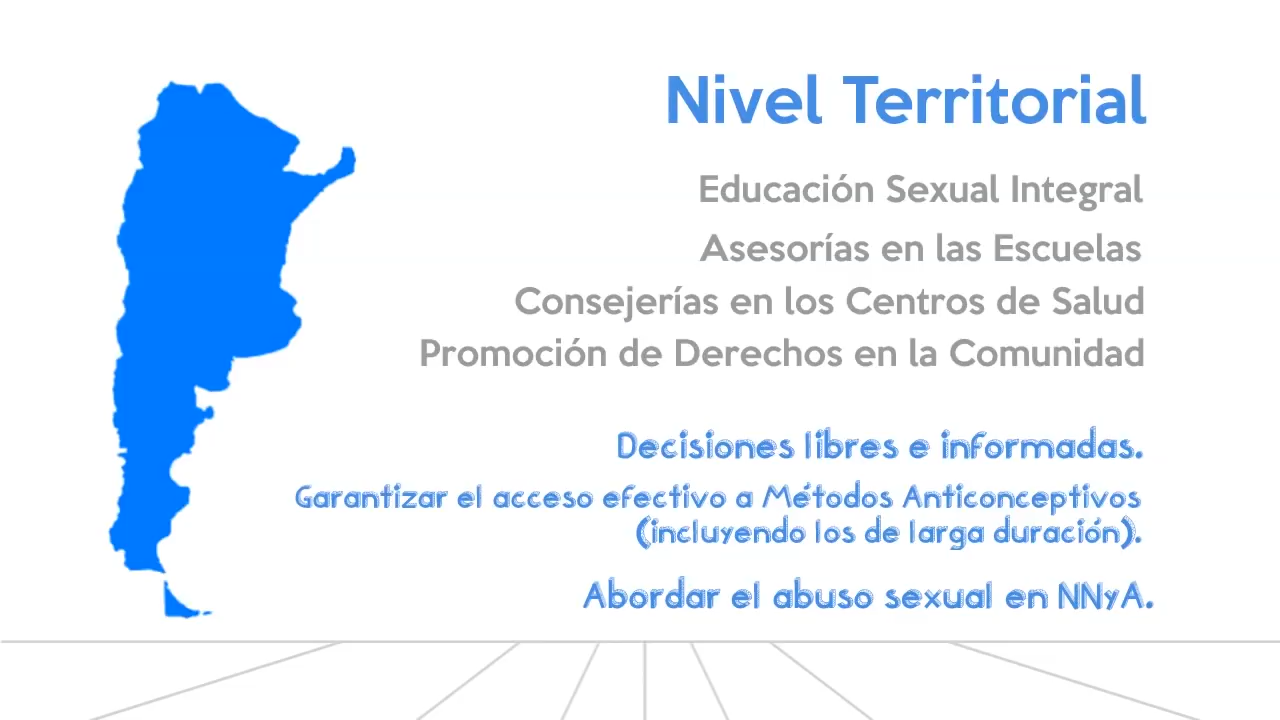 Nivel Territorial
Educación Sexual Integral
Asesorías en las Escuelas
Consejerías en los Centros de Salud
Promoción de Derechos en la Comunidad
Decisiones libres e informadas.
Garantizar el acceso efectivo a Métodos Anticonceptivos
(incluyendo los de larga duración).
Abordar el abuso sexual en NNyA.